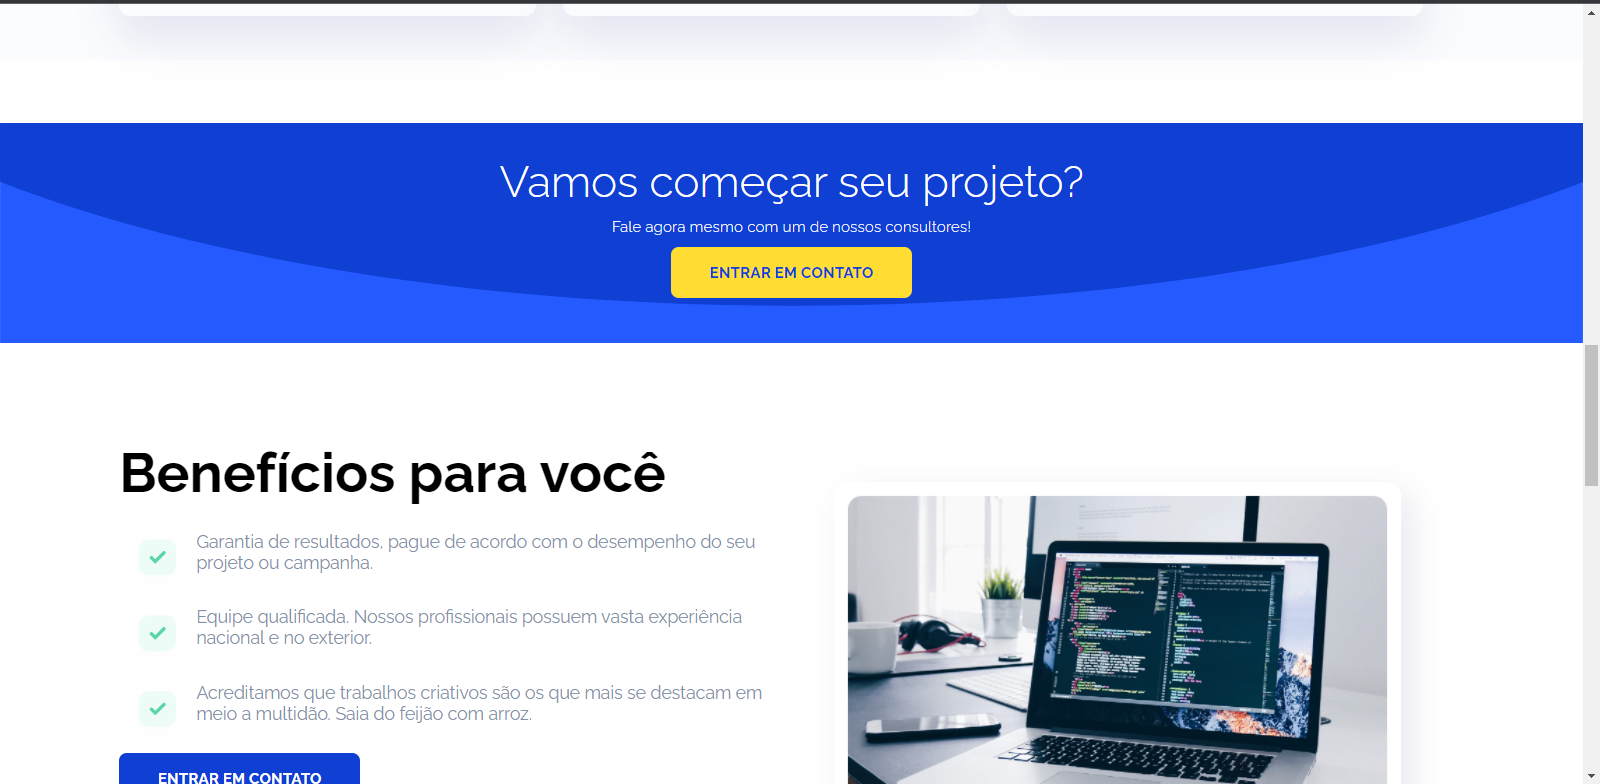 Vamos começar seu projeto?
Fale agora mesmo com um de nossos consultores!
ENTRAR EM CONTATO
Benefícios para você
Garantia de resultados, pague de acordo com o desempenho do seu
projeto ou campanha.
Equipe qualificada. Nossos profissionais possuem vasta experiência
nacional e no exterior.
Acreditamos que trabalhos criativos são os que mais se destacam em
meio a multidão. Saia do feijão com arroz.
ENTRAR EM CONTATO